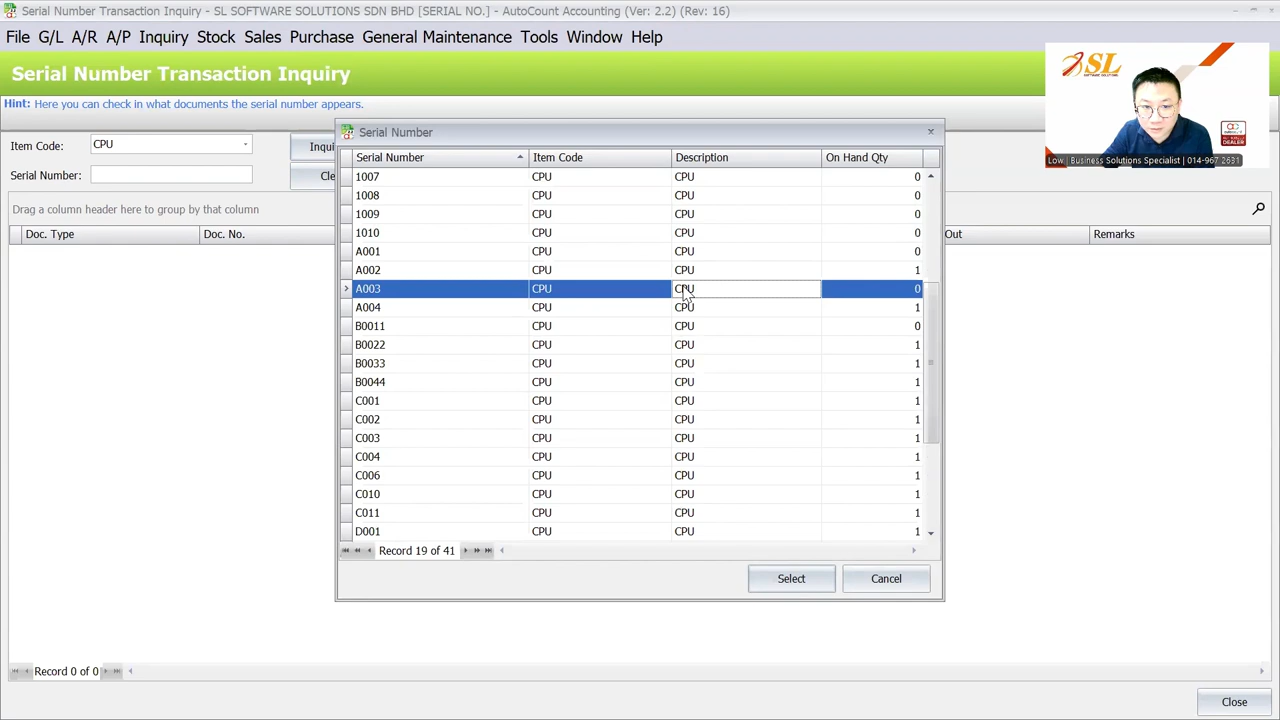 Serial Number Transaction Inquiry - SL SOFTWARE SOLUTIONS SDN BHD [SERIAL NO.] - AutoCount Accounting (Ver: 2.2) (Rev: 16)
File G/L A/R A/P Inquiry Stock Sales Purchase General Maintenance Tools Window Help
Serial Number Transaction Inquiry
Hint: Here you can check in what documents the serial number appears.
SL
SOFTWARE SOLUTIONS
DEALER
Low | Business Solutions Specialist | 014-967 2631
Item Code: CPU Inqui
Serial Number: Cle
Drag a column header here to group by that column
Doc. Type Doc. No. Out Remarks
Serial Number
Serial Number Item Code Description On Hand Qty
1007 CPU CPU 0
1008 CPU CPU 0
1009 CPU CPU 0
1010 CPU CPU 0
A001 CPU CPU 0
A002 CPU CPU 1
A003 CPU CPU 0
A004 CPU CPU 1
B0011 CPU CPU 0
B0022 CPU CPU 1
B0033 CPU CPU 1
B0044 CPU CPU 1
C001 CPU CPU 1
C002 CPU CPU 1
C003 CPU CPU 1
C004 CPU CPU 1
C006 CPU CPU 1
C010 CPU CPU 1
C011 CPU CPU 1
D001 CPU CPU 1
Record 19 of 41
Select Cancel
Record 0 of 0
Close